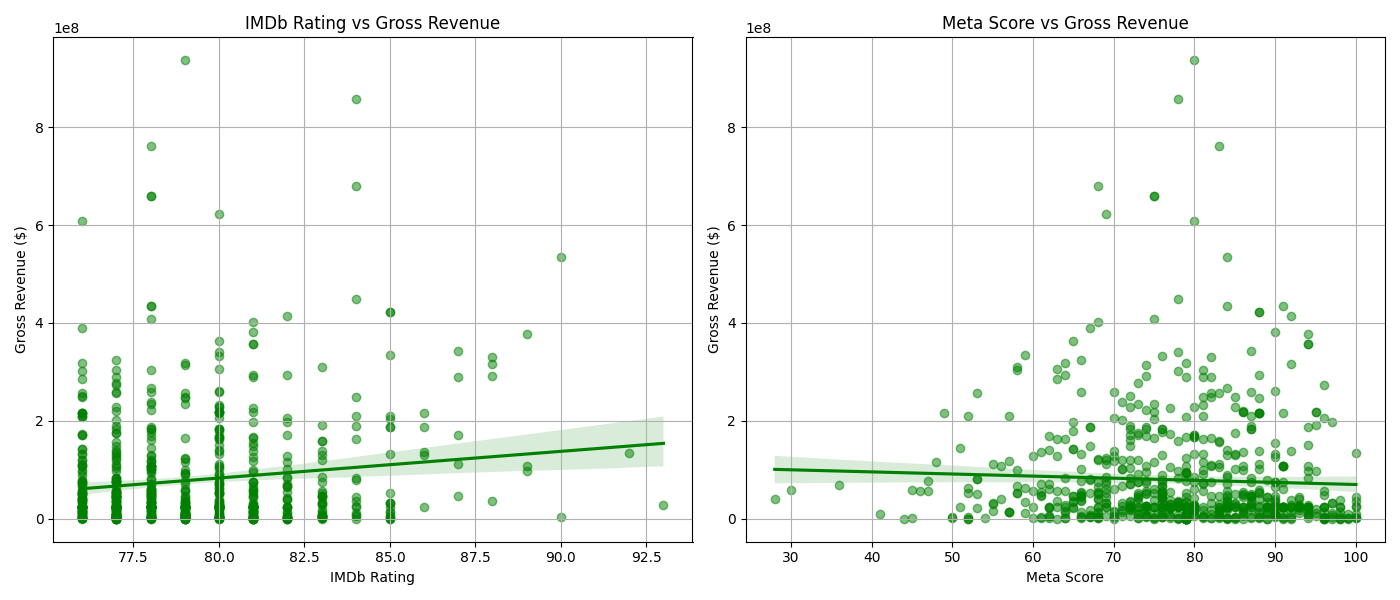 IMDb Rating vs Gross Revenue
1e8
8
6
4
2
0
Gross Revenue ($)
77.5 80.0 82.5 85.0 87.5 90.0 92.5
IMDb Rating
Meta Score vs Gross Revenue
1e8
8
6
4
2
0
Gross Revenue ($)
30 40 50 60 70 80 90 100
Meta Score